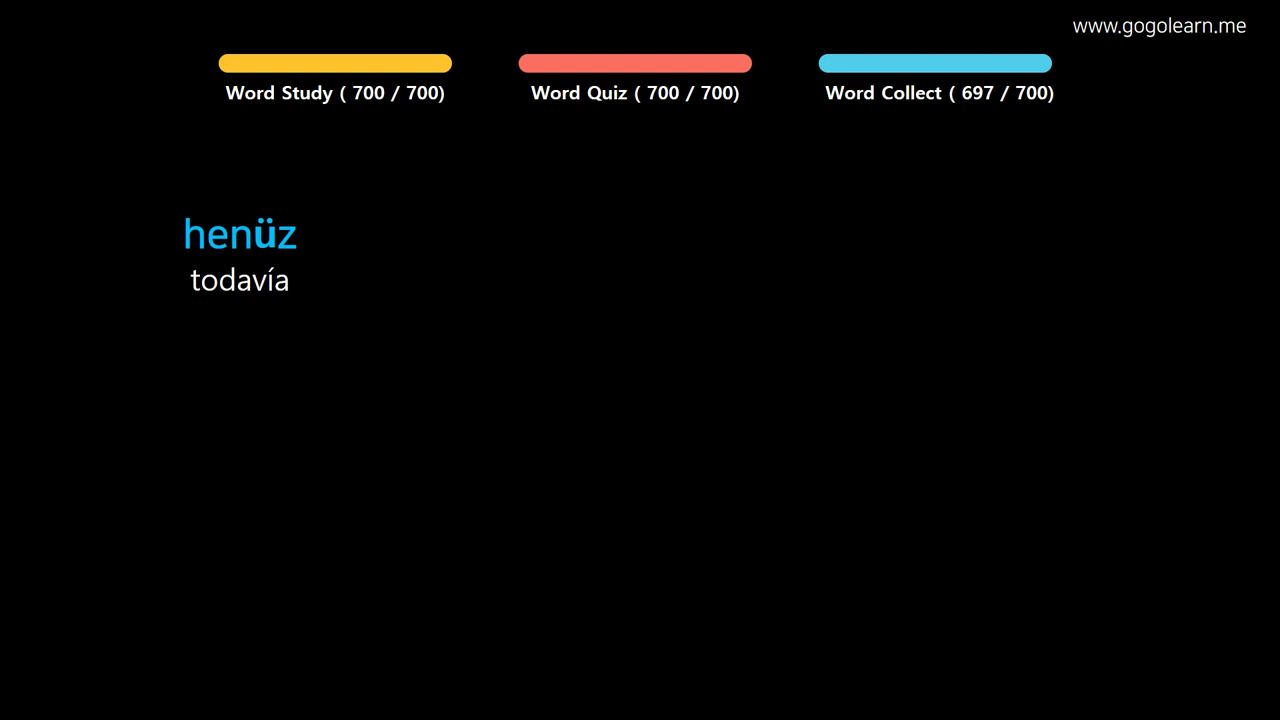 www.gogolearn.me
Word Study ( 700 / 700)
Word Quiz ( 700 / 700)
Word Collect ( 697 / 700)
henüz
todavía